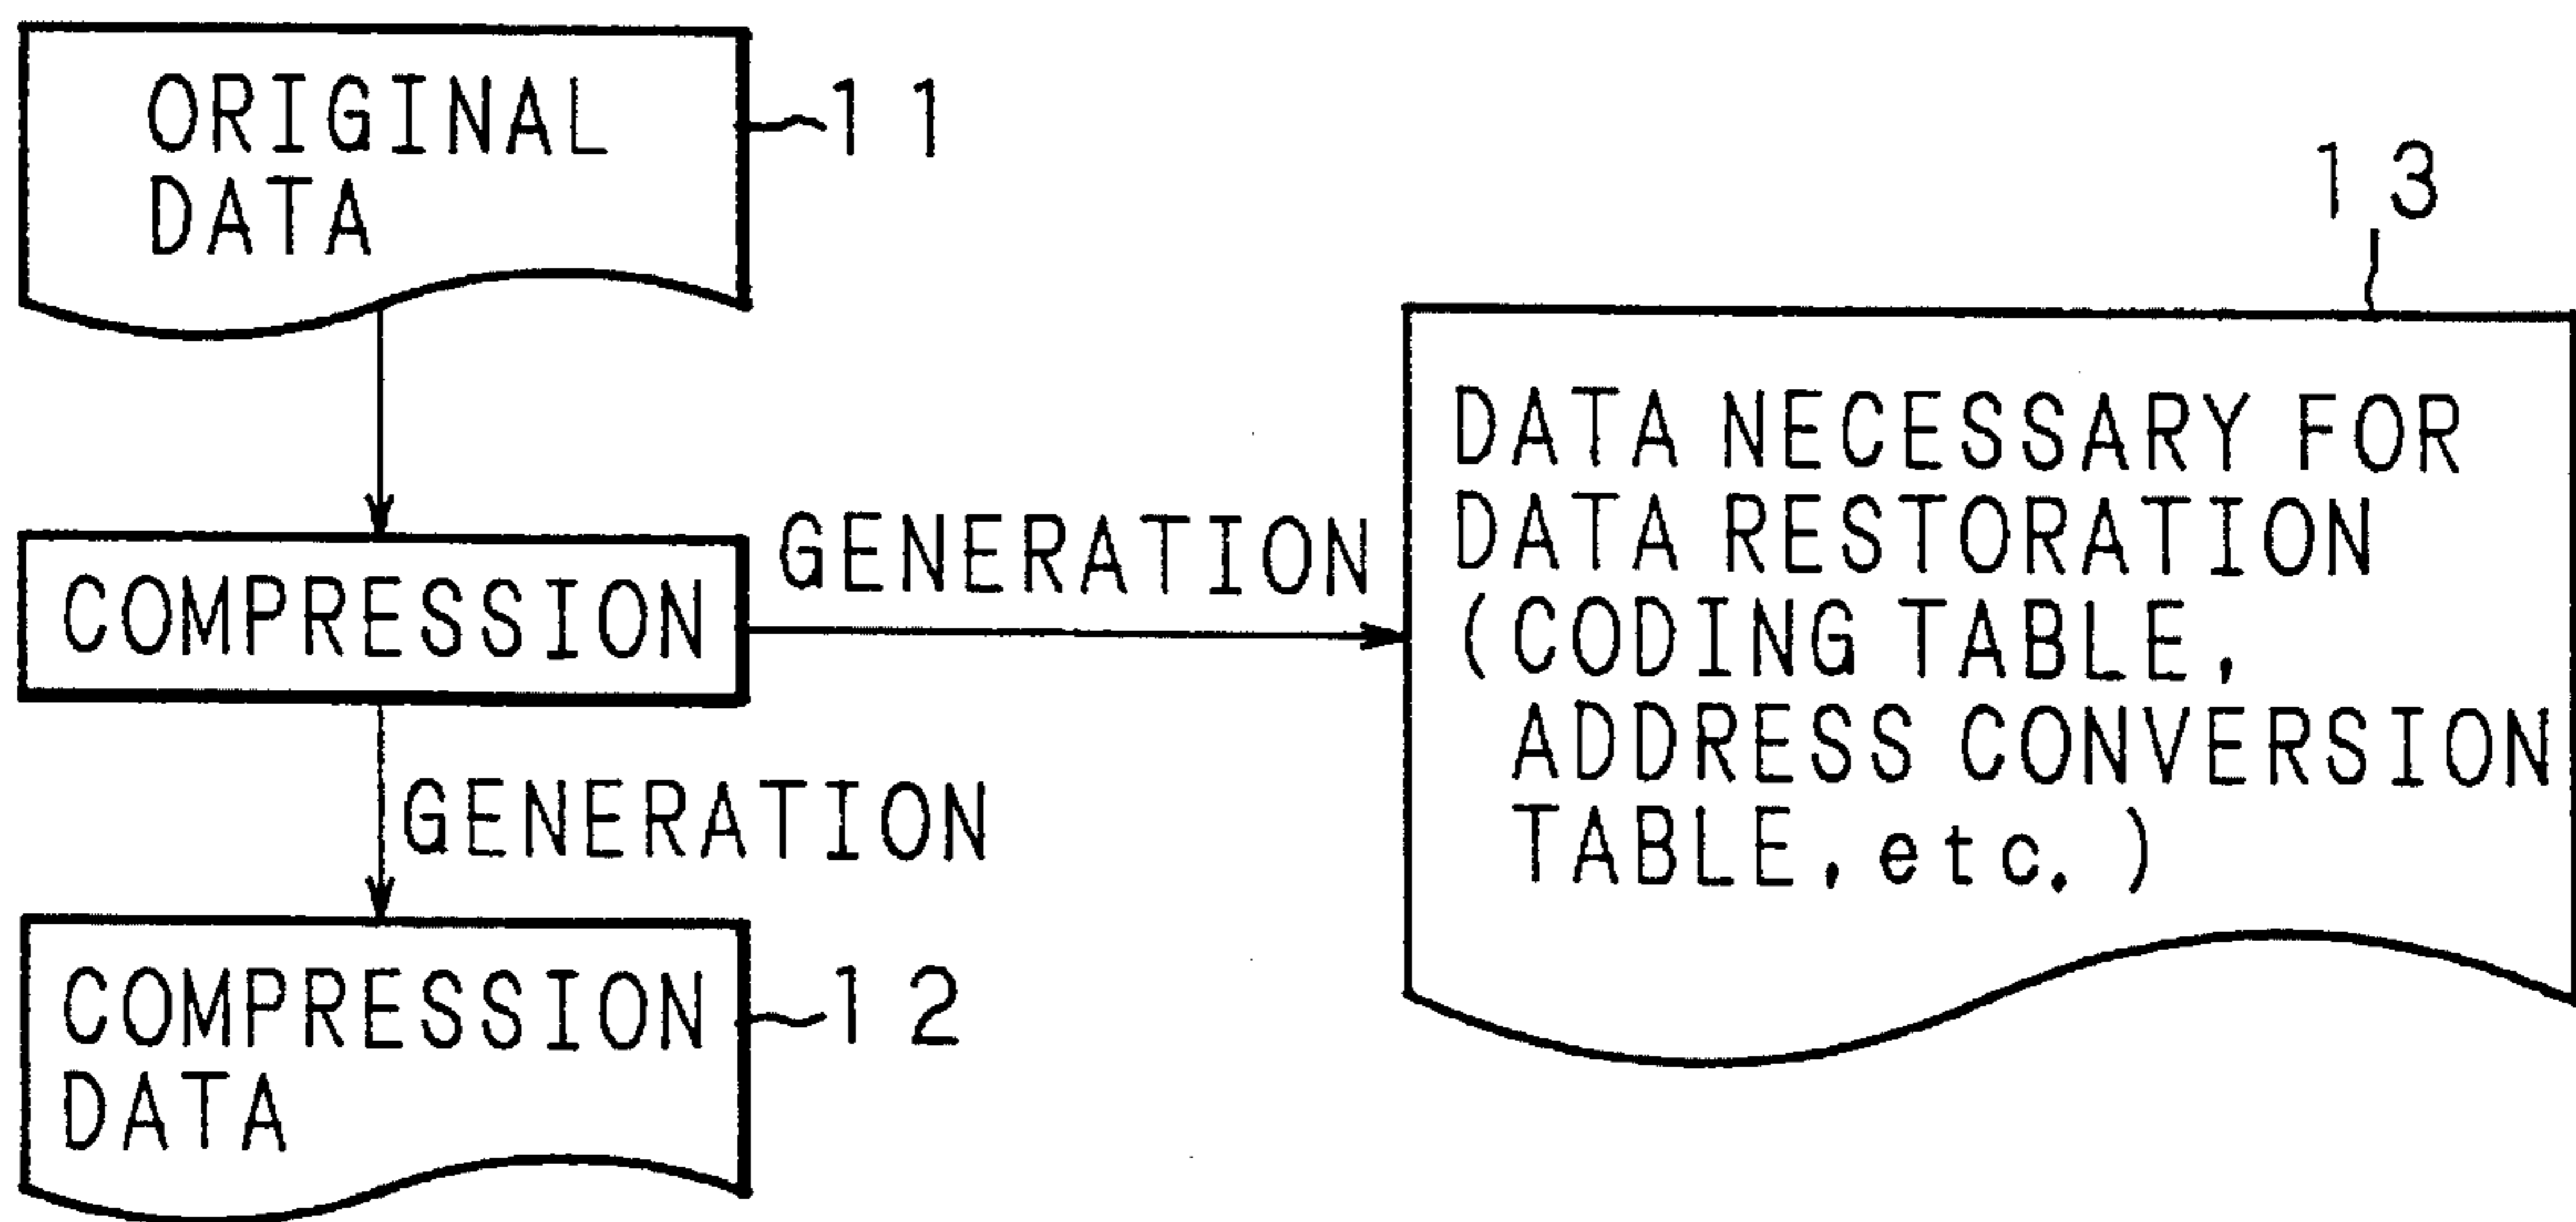 ORIGINAL
DATA
11
13
DATA NECESSARY FOR
DATA RESTORATION
(CODING TABLE,
ADDRESS CONVERSION
TABLE, etc. )
COMPRESSION
GENERATION
GENERATION
COMPRESSION
DATA
12